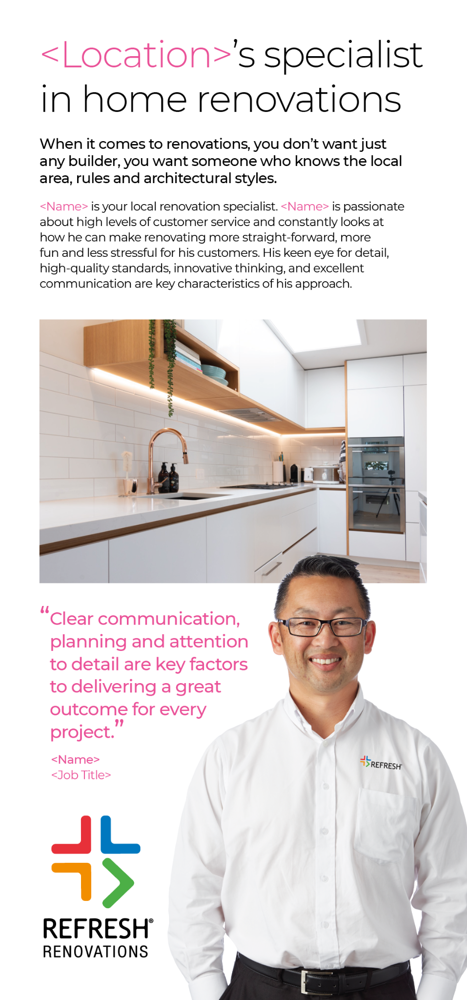 <Location>’s specialist
in home renovations
When it comes to renovations, you don’t want just
any builder, you want someone who knows the local
area, rules and architectural styles.
<Name> is your local renovation specialist. <Name> is passionate
about high levels of customer service and constantly looks at
how he can make renovating more straight-forward, more
fun and less stressful for his customers. His keen eye for detail,
high-quality standards, innovative thinking, and excellent
communication are key characteristics of his approach.
“Clear communication,
planning and attention
to detail are key factors
to delivering a great
outcome for every
project.”
<Name>
<Job Title>
REFRESH®
REFRESH®
RENOVATIONS